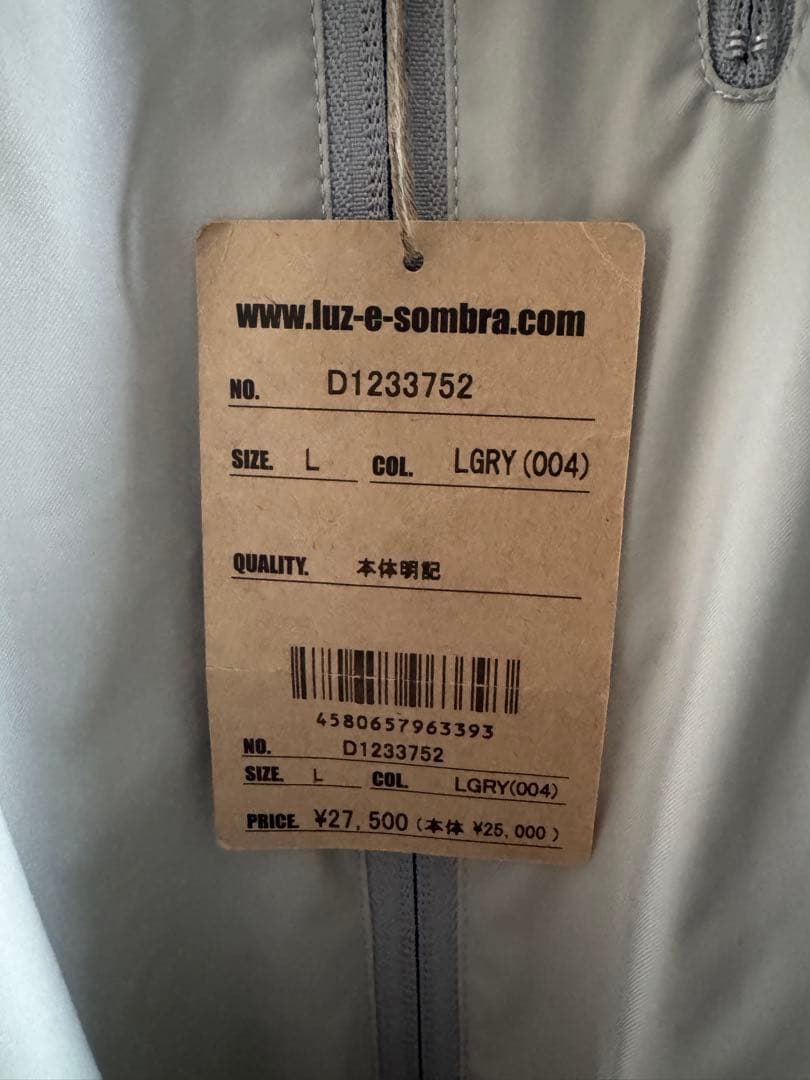 www.luz-e-sombra.com
NO. D1233752
SIZE. L COL. LGRY(004)
QUALITY. 本体明記
4580657963393
NO. D1233752
SIZE. L COL. LGRY(004)
PRICE. ¥27,500(本体 ¥25,000)